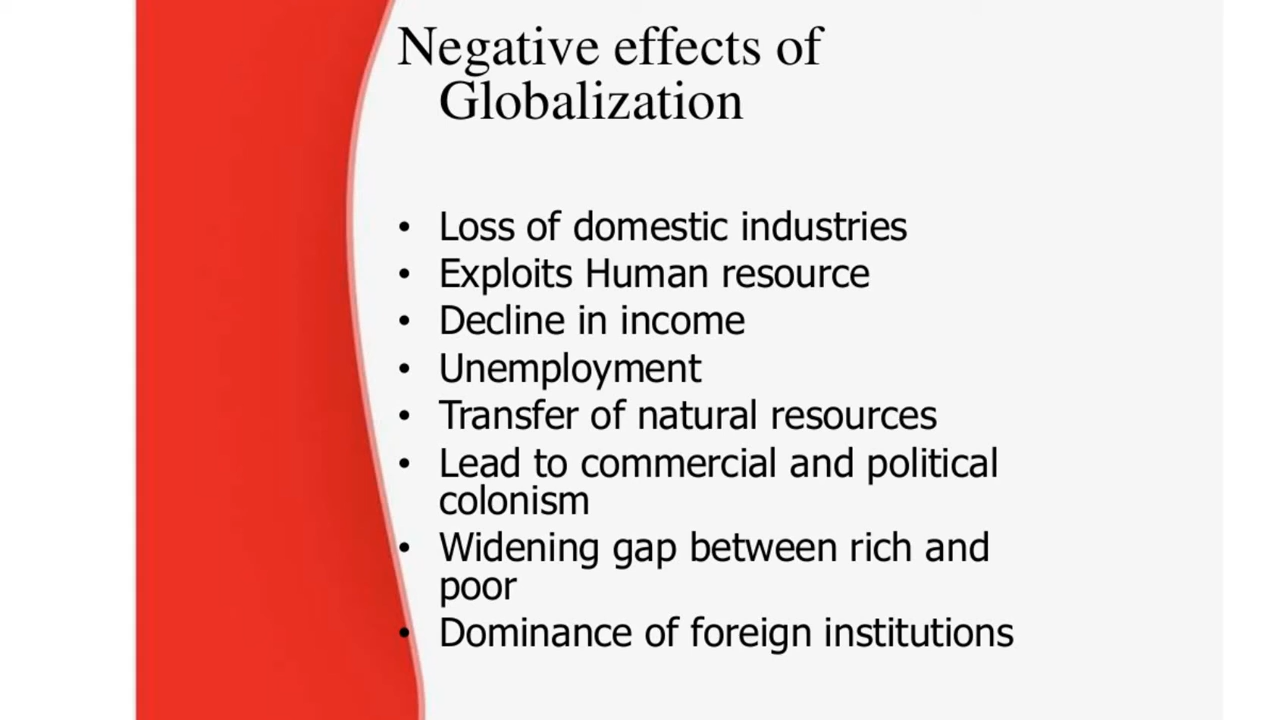 Negative effects of
Globalization
• Loss of domestic industries
• Exploits Human resource
• Decline in income
• Unemployment
• Transfer of natural resources
• Lead to commercial and political
colonism
• Widening gap between rich and
poor
• Dominance of foreign institutions